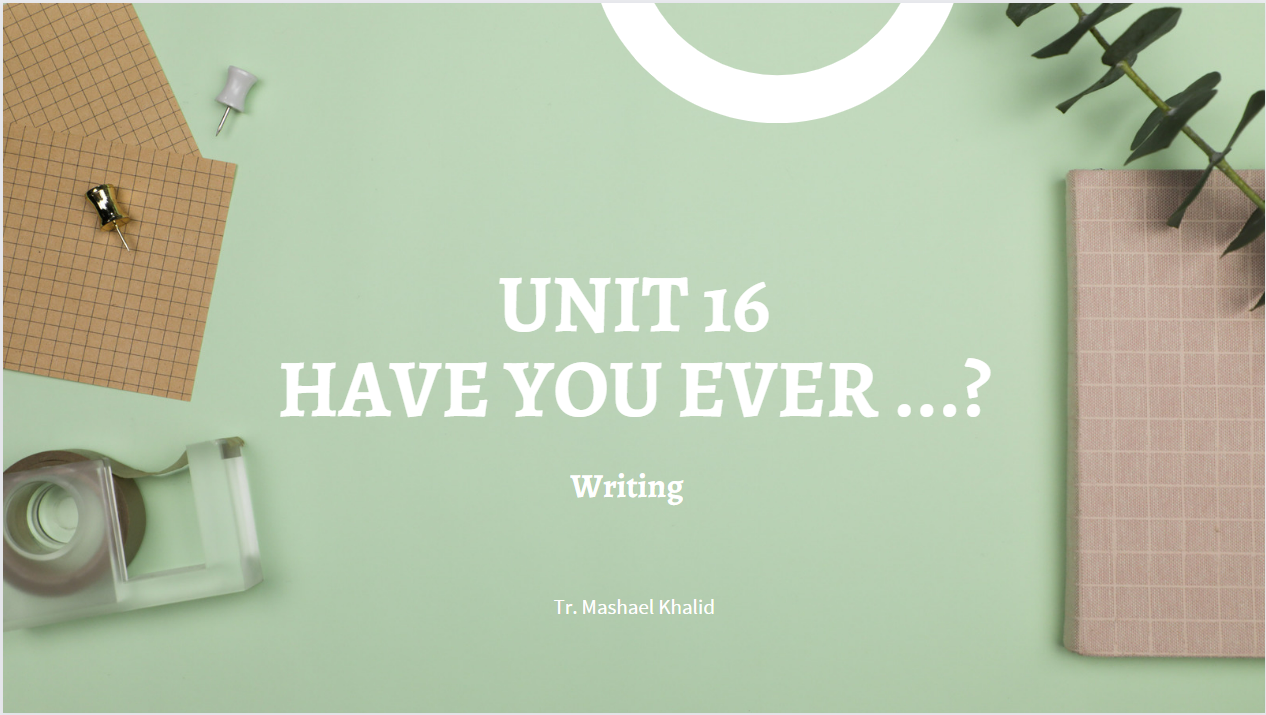 UNIT 16
HAVE YOU EVER ...?
Writing
Tr. Mashael Khalid